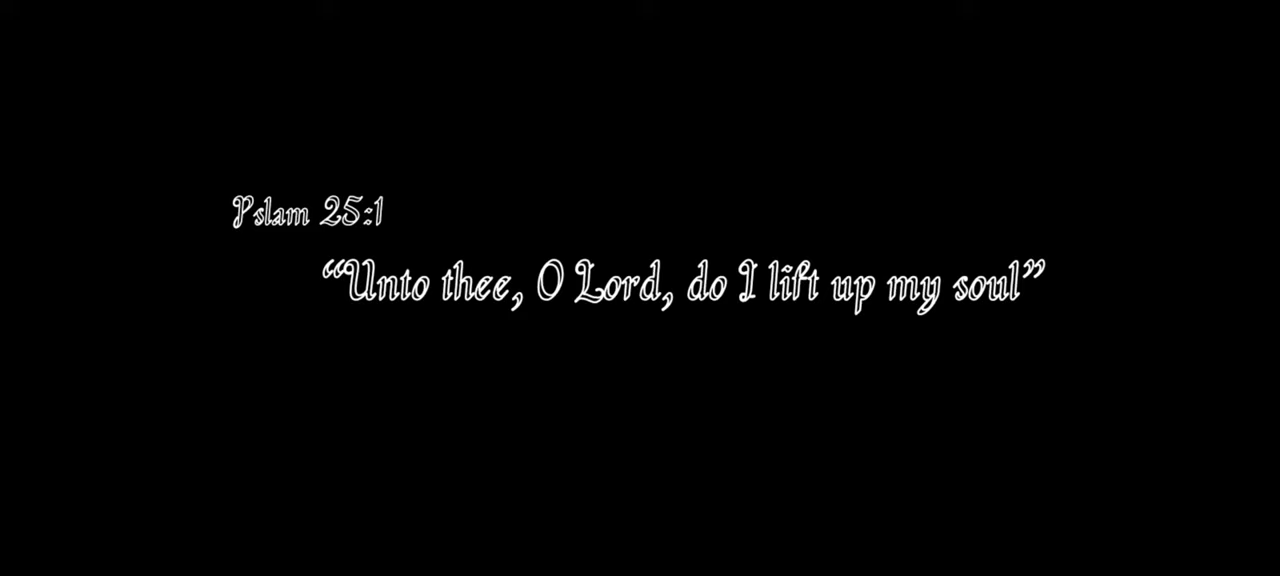 Pslam 25:1
“Unto thee, O Lord, do I lift up my soul”